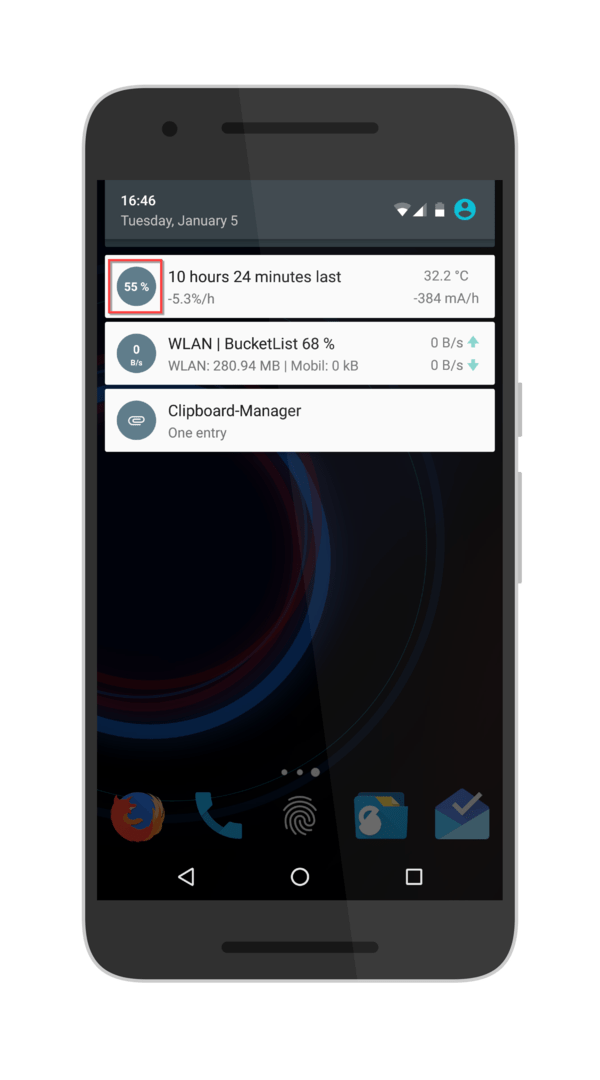 16:46
Tuesday, January 5
55 %
10 hours 24 minutes last
32.2 °C
-5.3%/h
-384 mA/h
0
B/s
WLAN | BucketList 68 %
0 B/s
WLAN: 280.94 MB | Mobil: 0 kB
0 B/s
Clipboard-Manager
One entry